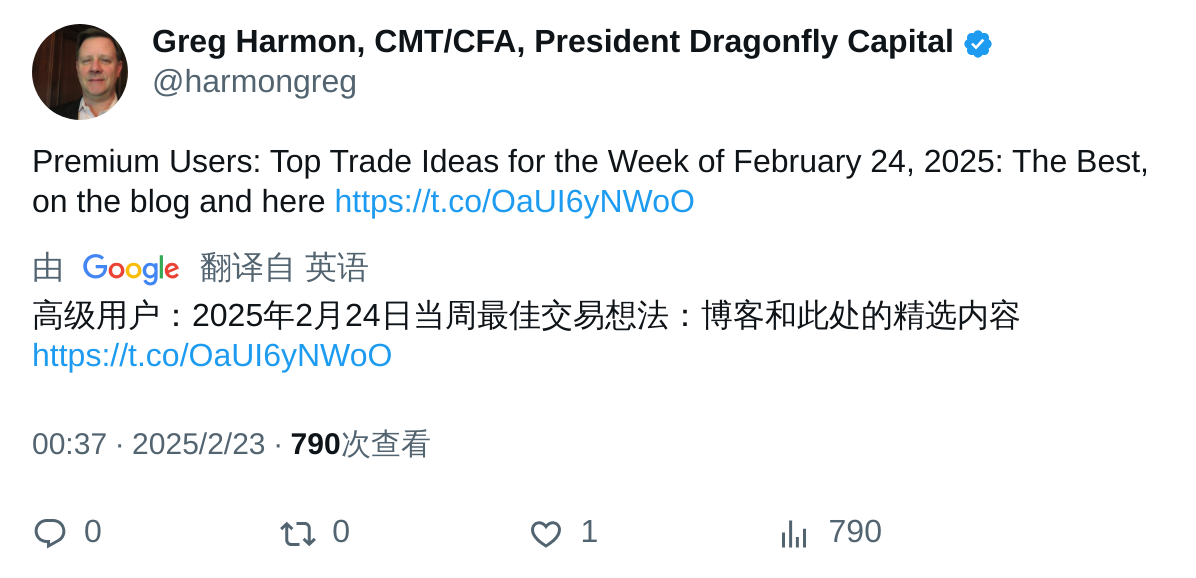 Greg Harmon, CMT/CFA, President Dragonfly Capital
@harmongreg
Premium Users: Top Trade Ideas for the Week of February 24, 2025: The Best,
on the blog and here https://t.co/OaUI6yNWoO
由 Google 翻译自 英语
高级用户：2025年2月24日当周最佳交易想法：博客和此处的精选内容
https://t.co/OaUI6yNWoO
00:37 · 2025/2/23 · 790次查看
0 0 1 790